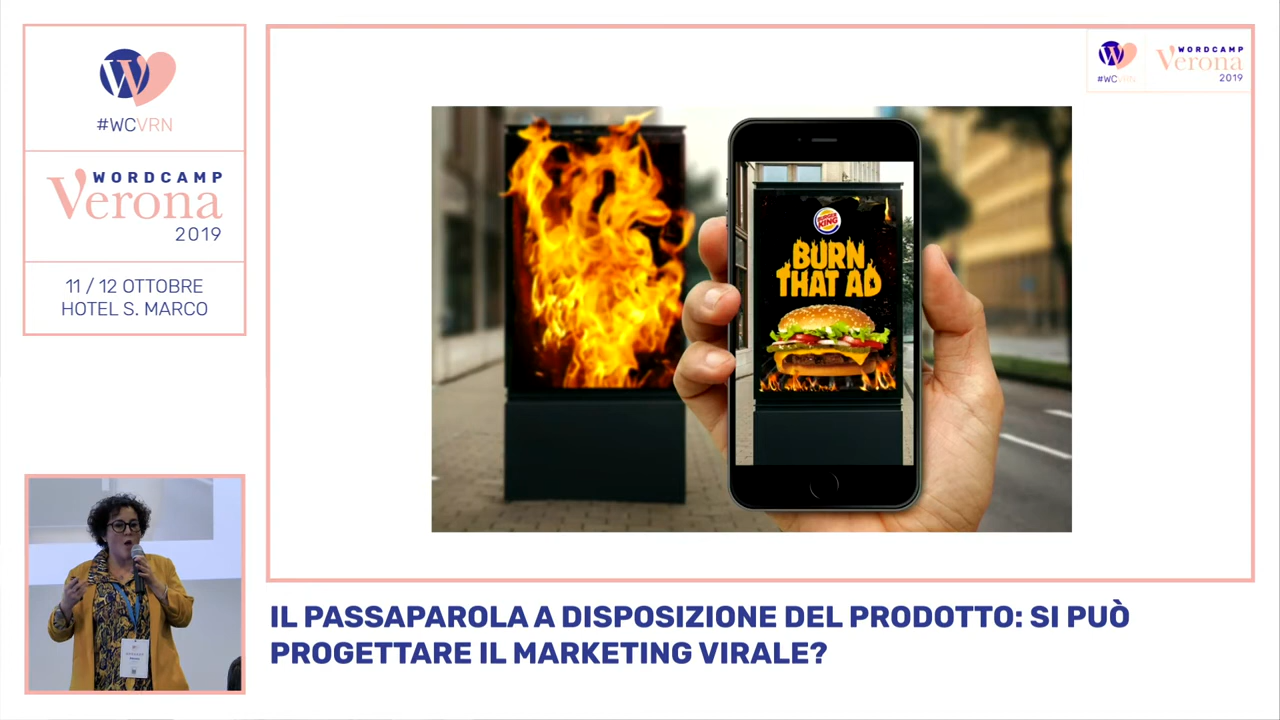 #WCVRN
WORDCAMP
Verona
2019
11 / 12 OTTOBRE
HOTEL S. MARCO
#WCVRN
WORDCAMP
Verona
2019
BURGER
KING
BURN
THAT AD
IL PASSAPAROLA A DISPOSIZIONE DEL PRODOTTO: SI PUÒ
PROGETTARE IL MARKETING VIRALE?